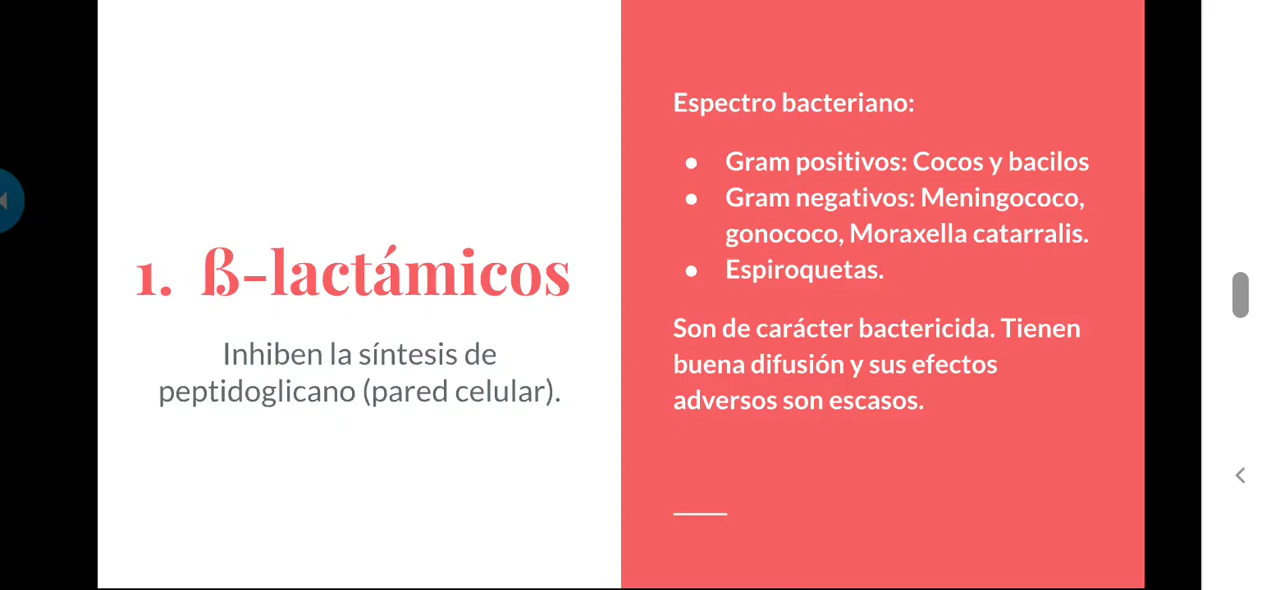 1. ß-lactámicos
Inhiben la síntesis de
peptidoglicano (pared celular).
Espectro bacteriano:
● Gram positivos: Cocos y bacilos
● Gram negativos: Meningococo,
gonococo, Moraxella catarralis.
● Espiroquetas.
Son de carácter bactericida. Tienen
buena difusión y sus efectos
adversos son escasos.